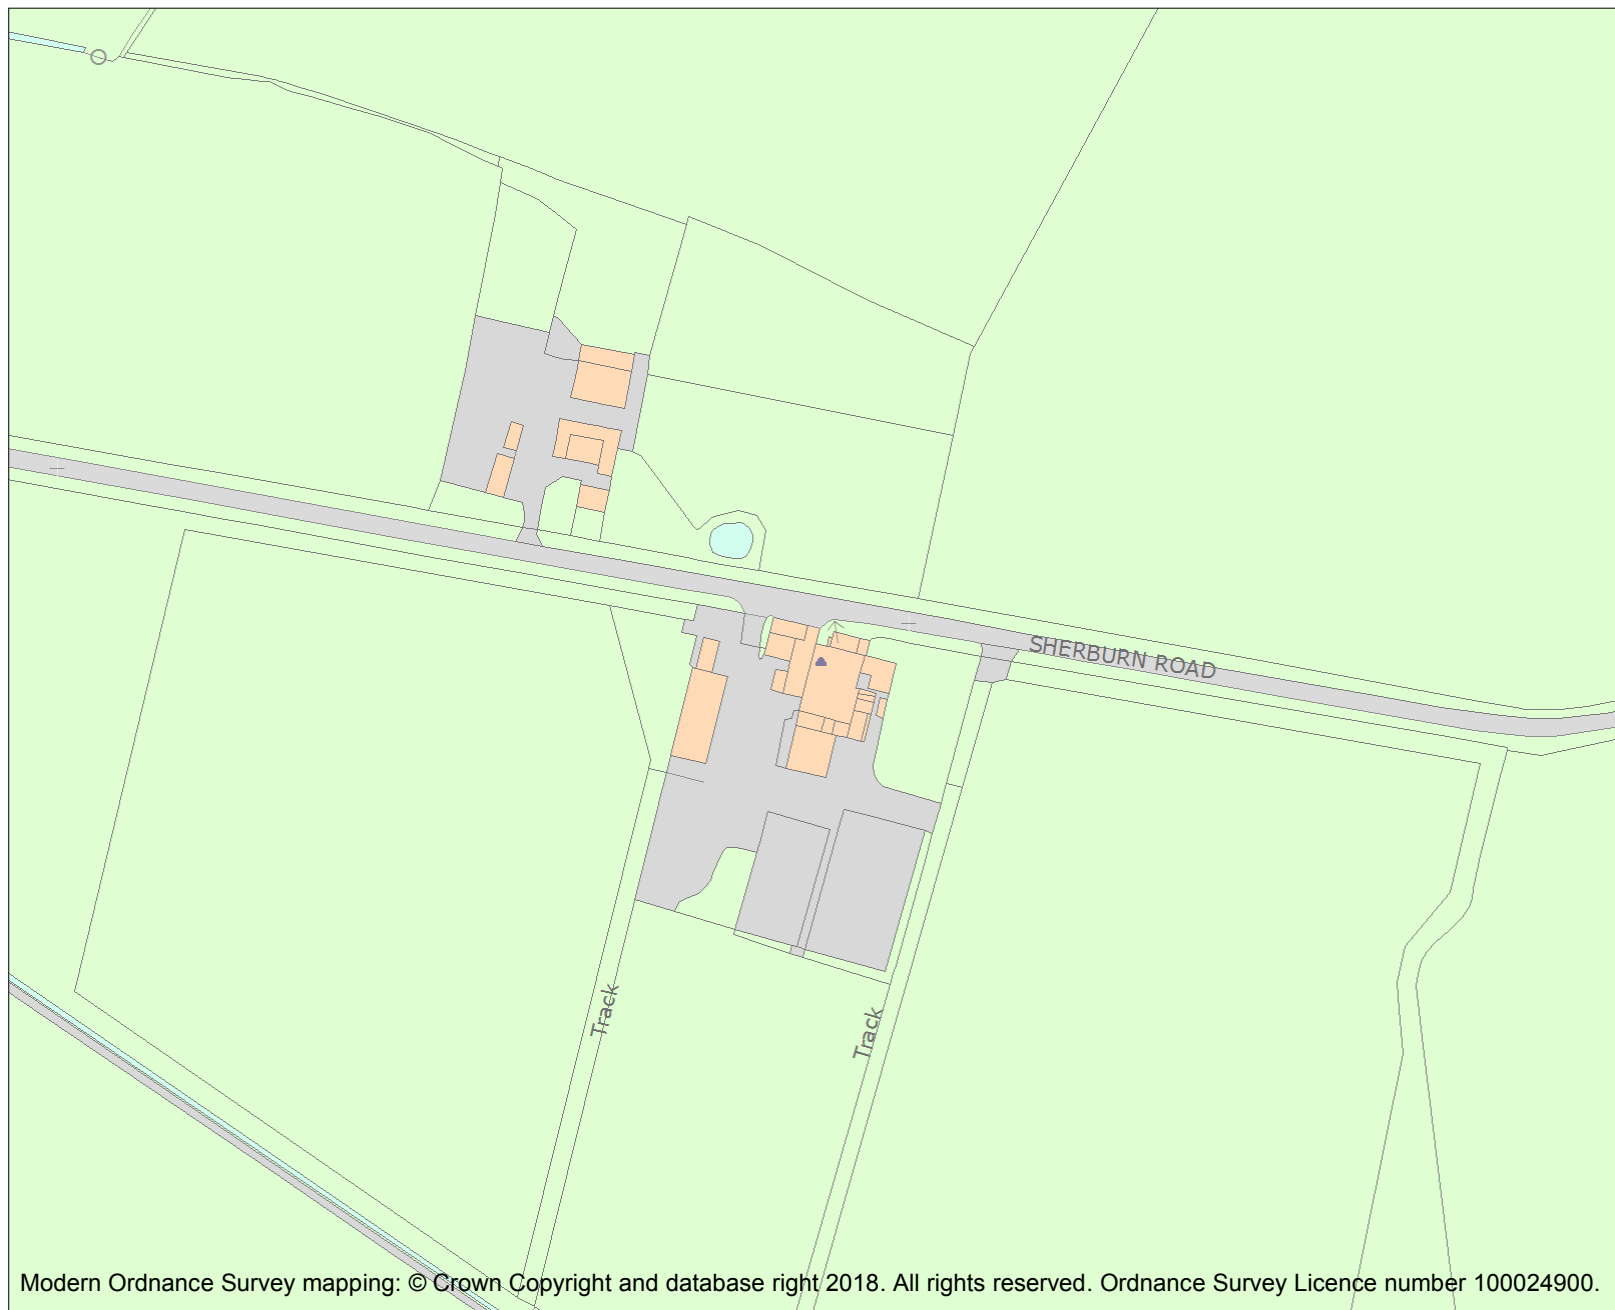 SHERBURN ROAD
Track
Track
Modern Ordnance Survey mapping: © Crown Copyright and database right 2018. All rights reserved. Ordnance Survey Licence number 100024900.